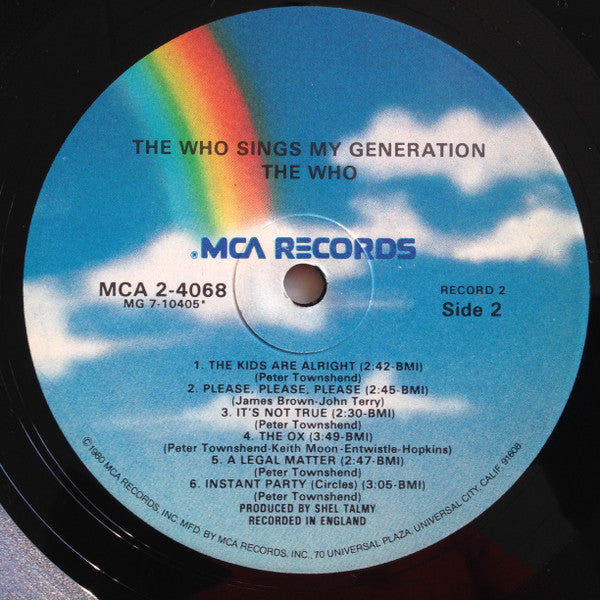 THE WHO SINGS MY GENERATION
THE WHO
MCA RECORDS
MCA 2-4068
MG 7-10405*
RECORD 2
Side 2
1. THE KIDS ARE ALRIGHT (2:42-BMI)
(Peter Townshend)
2. PLEASE, PLEASE, PLEASE (2:45-BMI)
(James Brown-John Terry)
3. IT'S NOT TRUE (2:30-BMI)
(Peter Townshend)
4. THE OX (3:49-BMI)
(Peter Townshend-Keith Moon-Entwistle-Hopkins)
5. A LEGAL MATTER (2:47-BMI)
(Peter Townshend)
6. INSTANT PARTY (Circles) (3:05-BMI)
(Peter Townshend)
PRODUCED BY SHEL TALMY
RECORDED IN ENGLAND
©1980 MCA RECORDS, INC. MFD. BY MCA RECORDS, INC., 70 UNIVERSAL PLAZA, UNIVERSAL CITY, CALIF. 91608